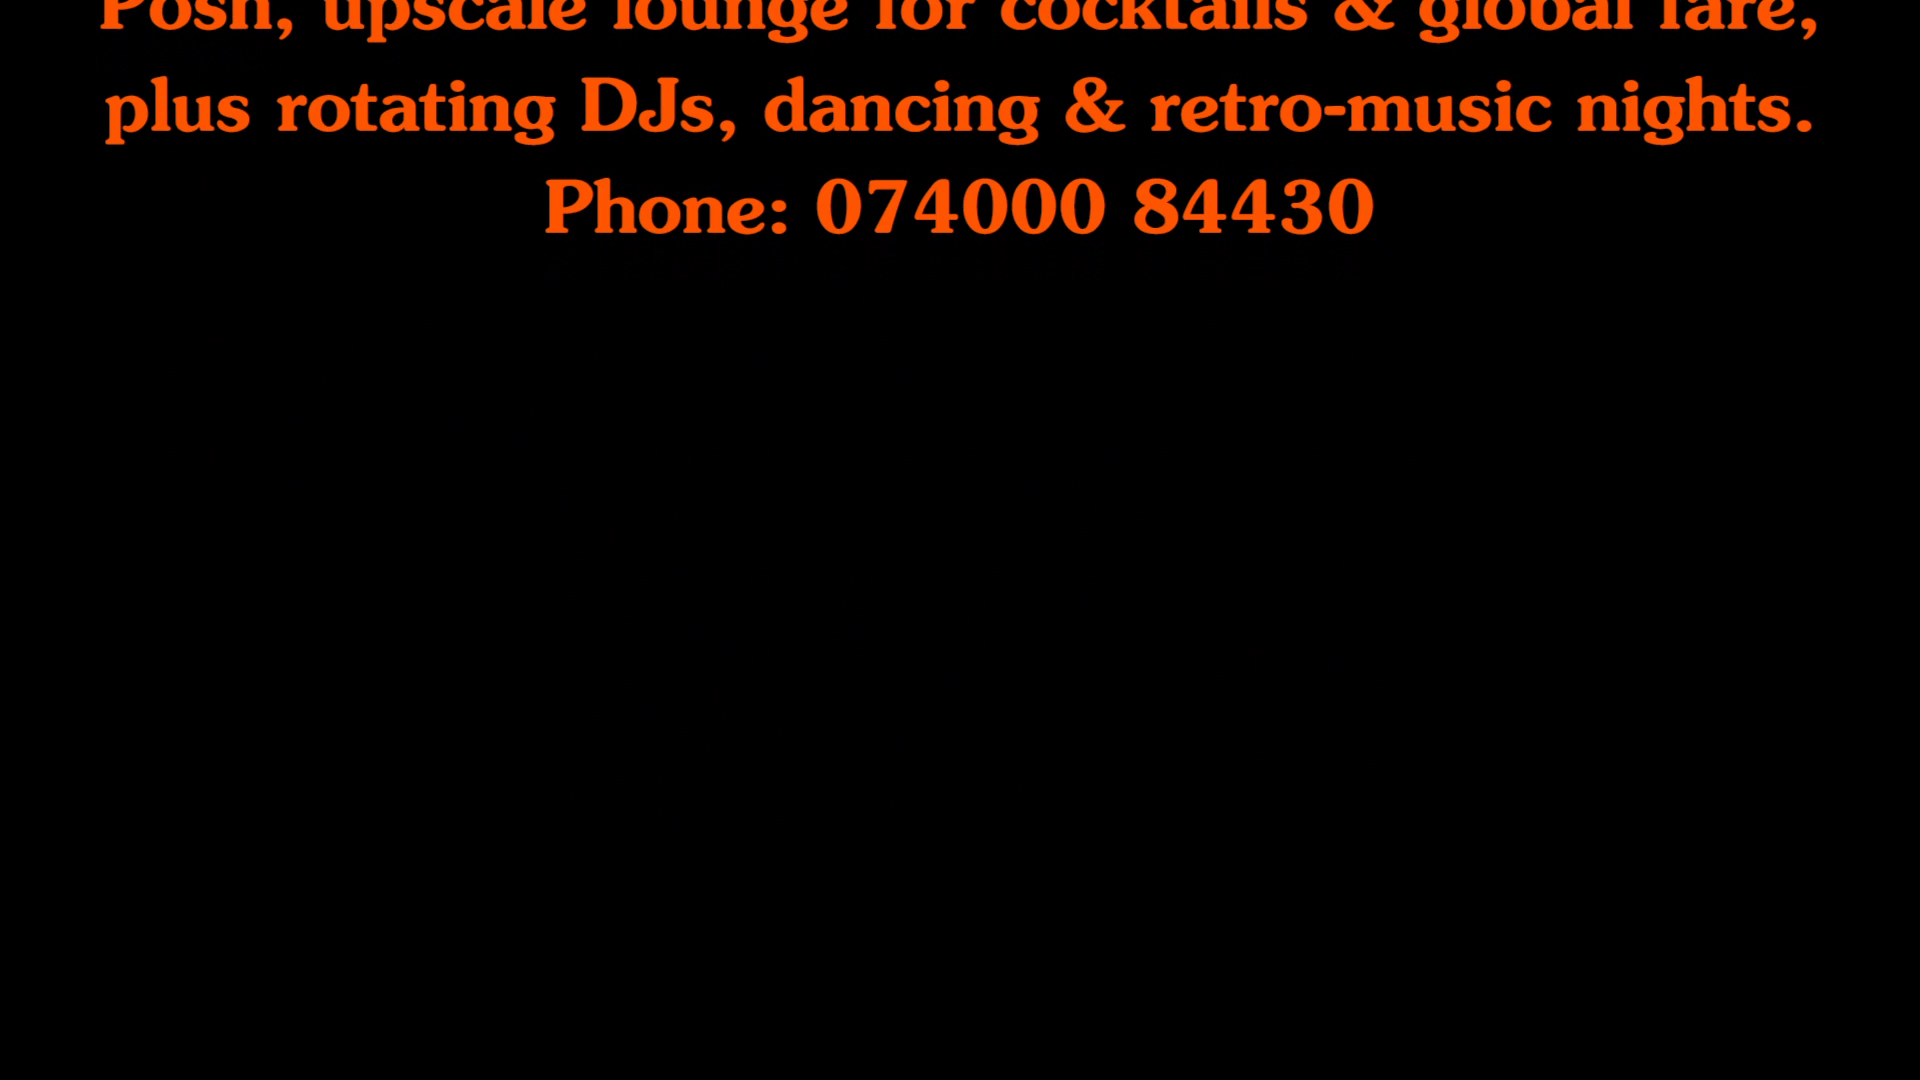 Posh, upscale lounge for cocktails & global fare,
plus rotating DJs, dancing & retro-music nights.
Phone: 074000 84430